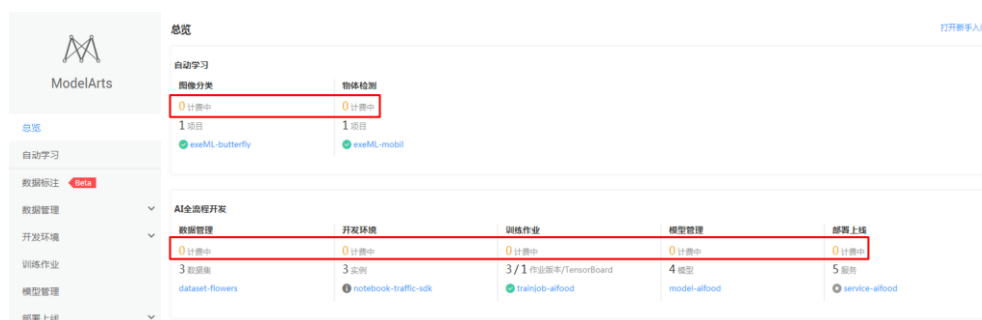 总览
打开新手入
ModelArts
自动学习
图像分类 物体检测
0 计费中 0 计费中
1 项目 1 项目
exeML-butterfly exeML-mobil
总览
自动学习
数据标注 Beta
数据管理
开发环境
训练作业
模型管理
部署上线
AI全流程开发
数据管理 开发环境 训练作业 模型管理 部署上线
0 计费中 0 计费中 0 计费中 0 计费中 0 计费中
3 数据集 3 实例 3 / 1 作业版本/TensorBoard 4 模型 5 服务
dataset-flowers notebook-traffic-sdk trainjob-aifood model-aifood service-aifood